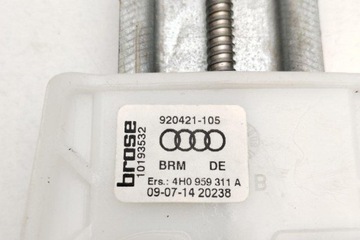 920421-105
brose
10193532
BRM DE
Ers.: 4H0 959 311 A
09-07-14 20238
B